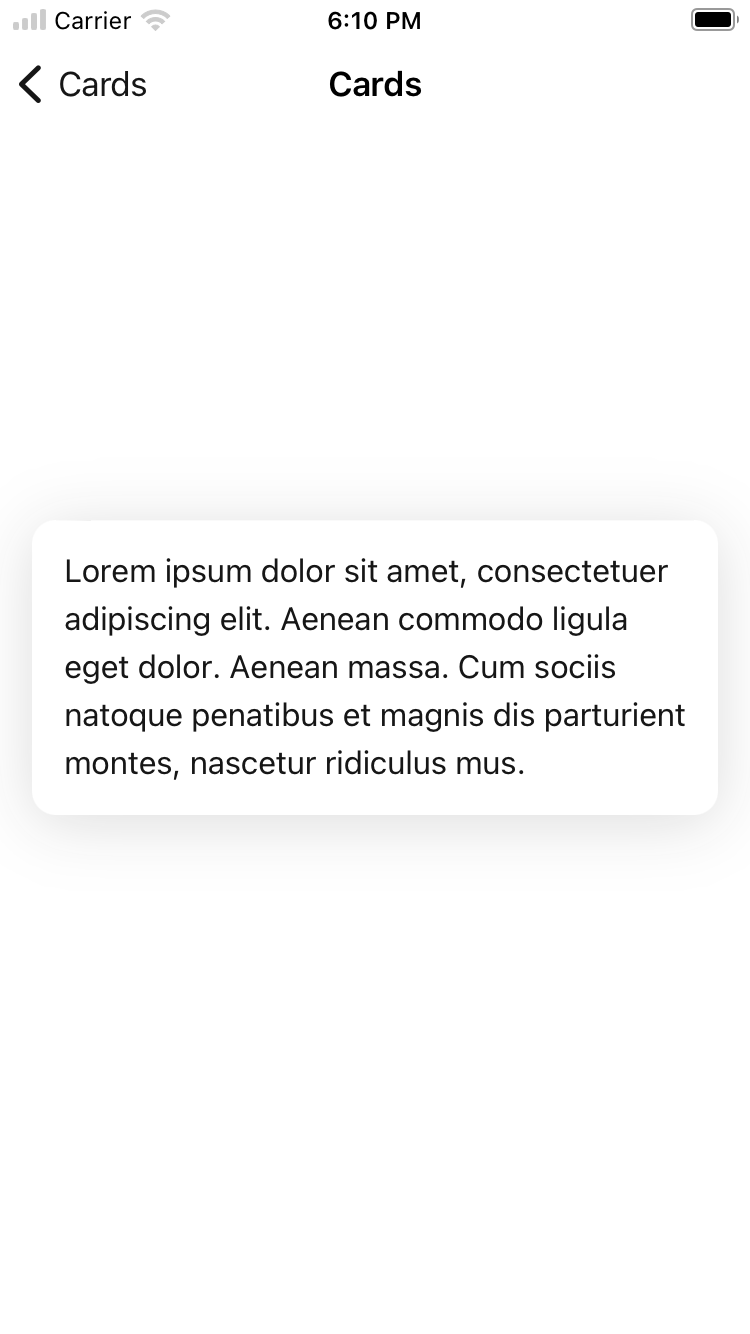 Carrier 6:10 PM
Cards Cards
Lorem ipsum dolor sit amet, consectetuer
adipiscing elit. Aenean commodo ligula
eget dolor. Aenean massa. Cum sociis
natoque penatibus et magnis dis parturient
montes, nascetur ridiculus mus.